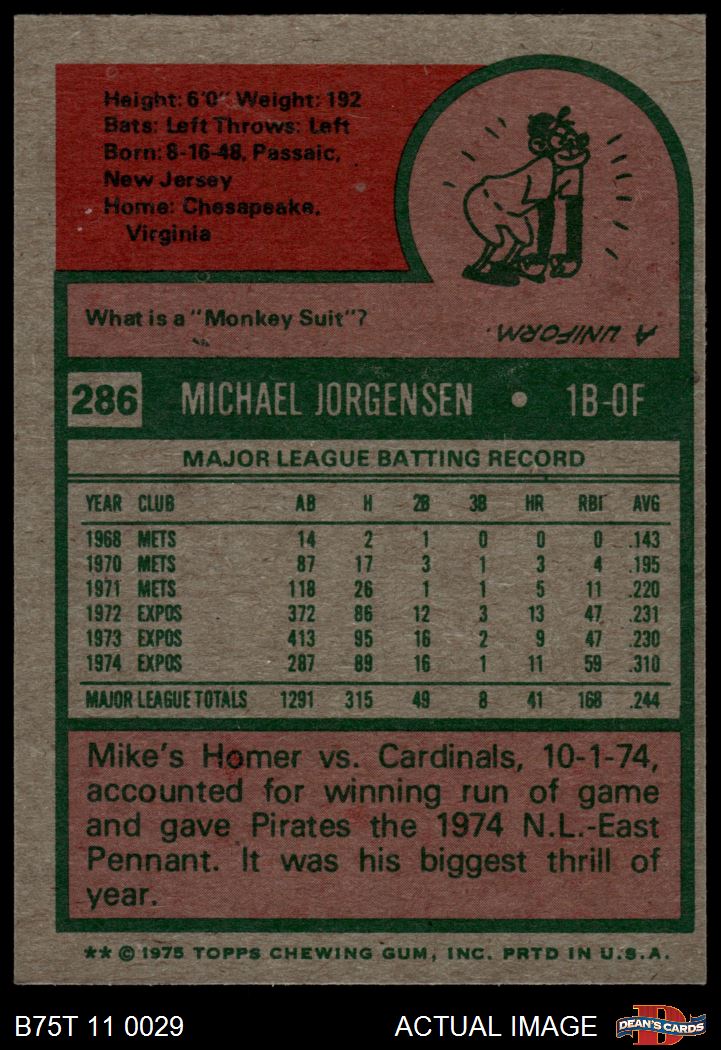 Height: 6'0" Weight: 192
Bats: Left Throws: Left
Born: 8-16-48, Passaic,
New Jersey
Home: Chesapeake,
Virginia
What is a "Monkey Suit"?
A UNIFORM.
286 MICHAEL JORGENSEN • 1B-OF
MAJOR LEAGUE BATTING RECORD
YEAR CLUB AB H 2B 3B HR RBI AVG
1968 METS 14 2 1 0 0 0 .143
1970 METS 87 17 3 1 3 4 .195
1971 METS 118 26 1 1 5 11 .220
1972 EXPOS 372 86 12 3 13 47 .231
1973 EXPOS 413 95 16 2 9 47 .230
1974 EXPOS 287 89 16 1 11 59 .310
MAJOR LEAGUE TOTALS 1291 315 49 8 41 168 .244
Mike's Homer vs. Cardinals, 10-1-74,
accounted for winning run of game
and gave Pirates the 1974 N.L.-East
Pennant. It was his biggest thrill of
year.
** © 1975 TOPPS CHEWING GUM, INC. PRTD IN U.S.A.
B75T 11 0029 ACTUAL IMAGE D DEAN'S CARDS